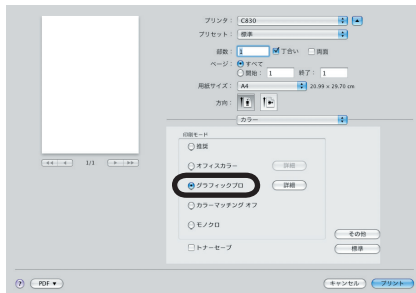 プリンタ： C830
プリセット： 標準
部数： 1 丁合い 両面
ページ： すべて
開始： 1 終了： 1
用紙サイズ： A4 20.99 x 29.70 cm
方向：
カラー
印刷モード
推奨
オフィスカラー 詳細
グラフィックプロ 詳細
カラーマッチング オフ
モノクロ
トナーセーブ
その他
標準
1/1
? PDF ▼ キャンセル プリント